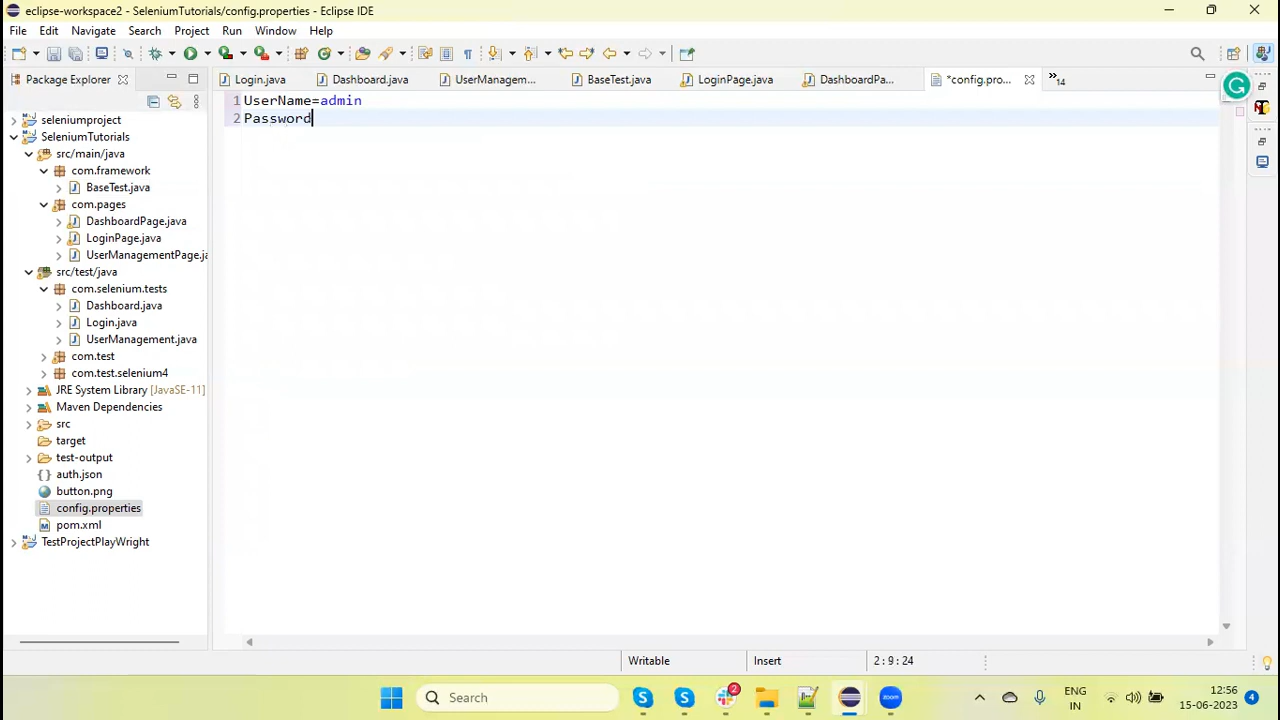 eclipse-workspace2 - SeleniumTutorials/config.properties - Eclipse IDE
File Edit Navigate Search Project Run Window Help
Package Explorer
Login.java
Dashboard.java
UserManagem...
BaseTest.java
LoginPage.java
DashboardPa...
*config.pro...
14
seleniumproject
SeleniumTutorials
src/main/java
com.framework
BaseTest.java
com.pages
DashboardPage.java
LoginPage.java
UserManagementPage.ja
src/test/java
com.selenium.tests
Dashboard.java
Login.java
UserManagement.java
com.test
com.test.selenium4
JRE System Library [JavaSE-11]
Maven Dependencies
src
target
test-output
auth.json
button.png
config.properties
pom.xml
TestProjectPlayWright
1 UserName=admin
2 Password
Writable
Insert
2 : 9 : 24
Search
2
ENG
IN
12:56
15-06-2023
4